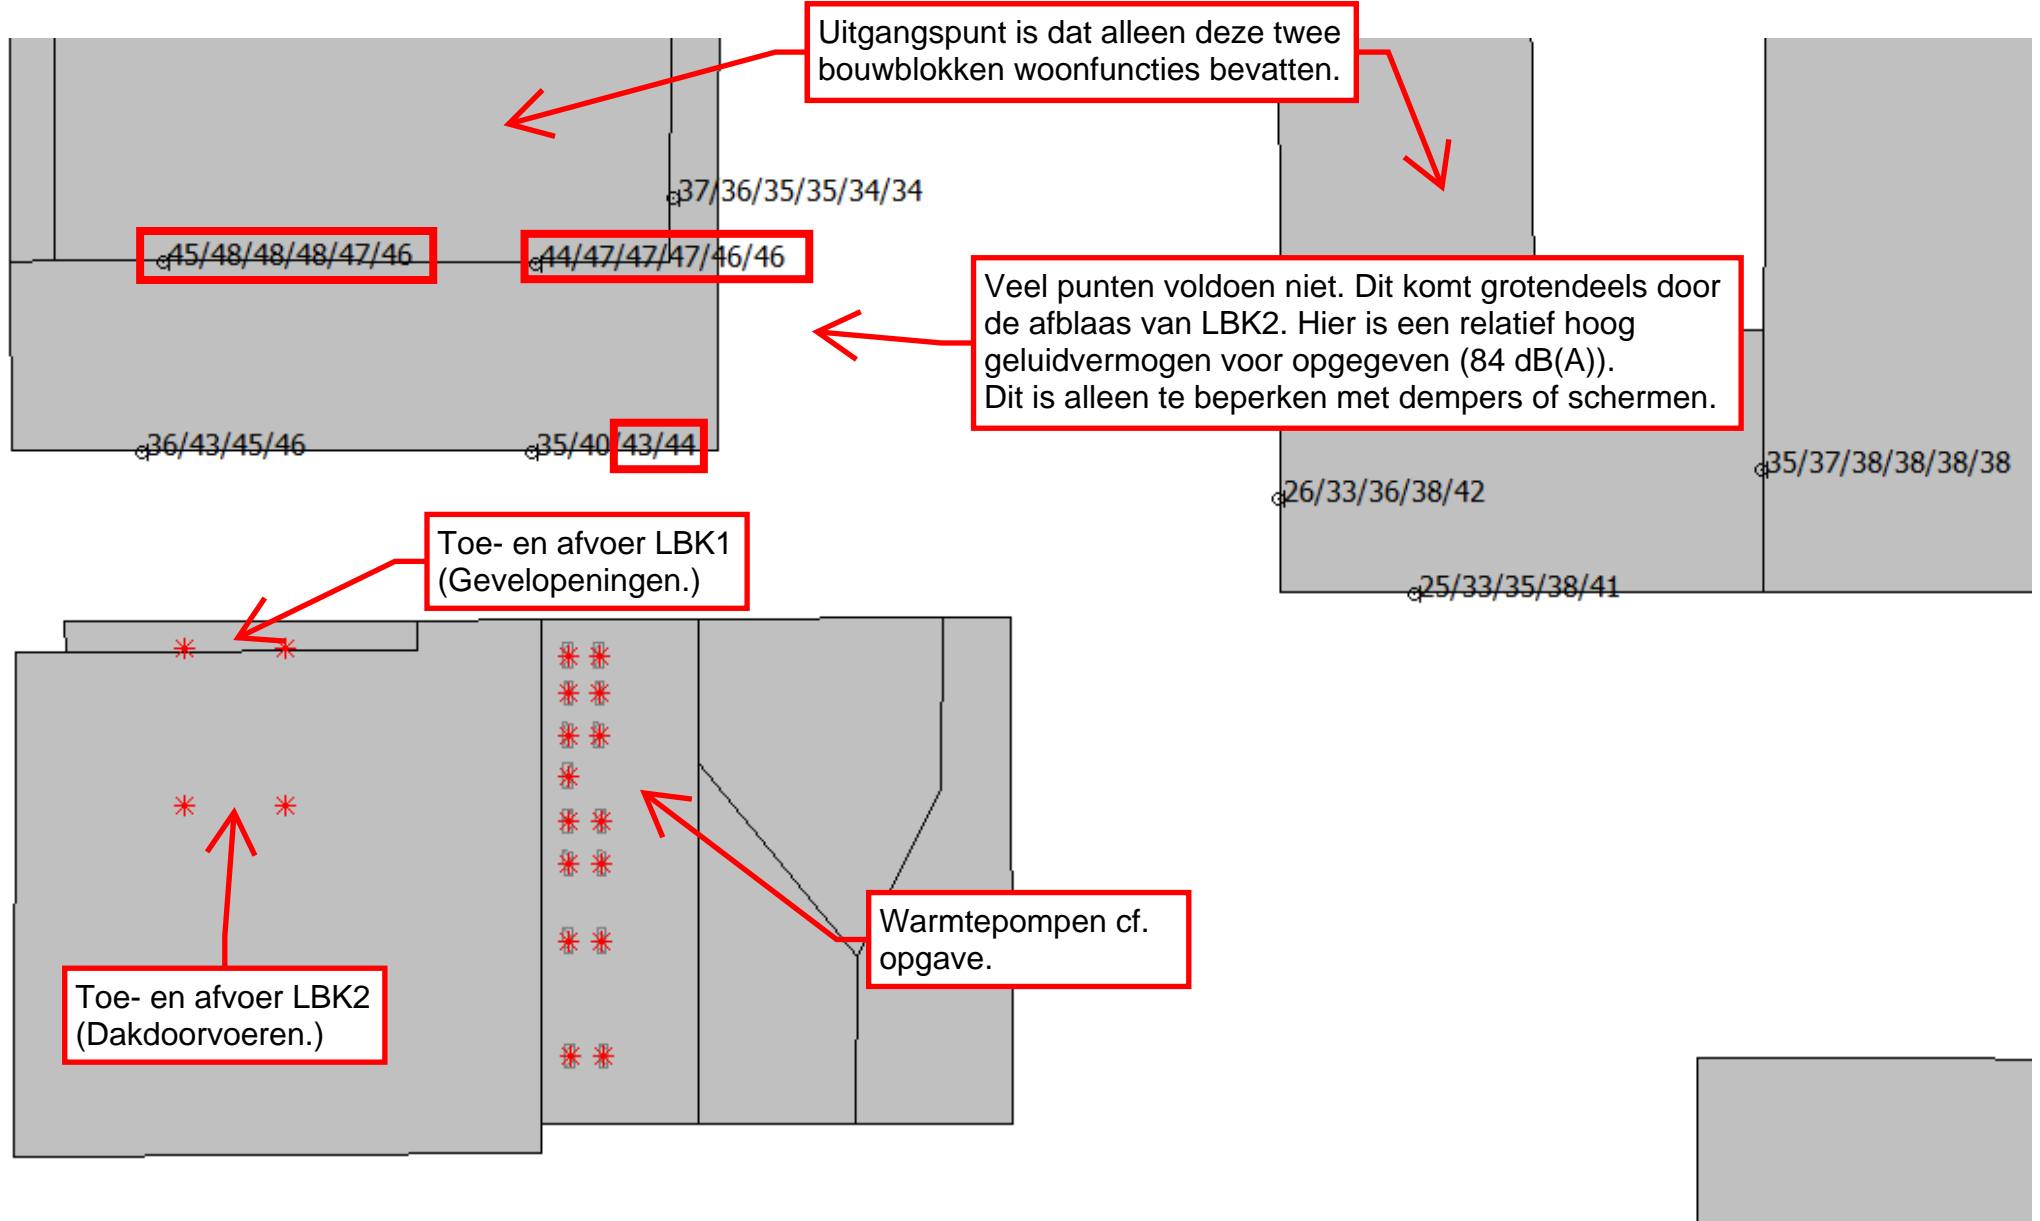 Uitgangspunt is dat alleen deze twee
bouwblokken woonfuncties bevatten.
37/36/35/35/34/34
45/48/48/48/47/46
44/47/47/47/46/46
Veel punten voldoen niet. Dit komt grotendeels door
de afblaas van LBK2. Hier is een relatief hoog
geluidvermogen voor opgegeven (84 dB(A)).
Dit is alleen te beperken met dempers of schermen.
36/43/45/46
35/40/43/44
35/37/38/38/38/38
26/33/36/38/42
Toe- en afvoer LBK1
(Gevelopeningen.)
25/33/35/38/41
Warmtepompen cf.
opgave.
Toe- en afvoer LBK2
(Dakdoorvoeren.)